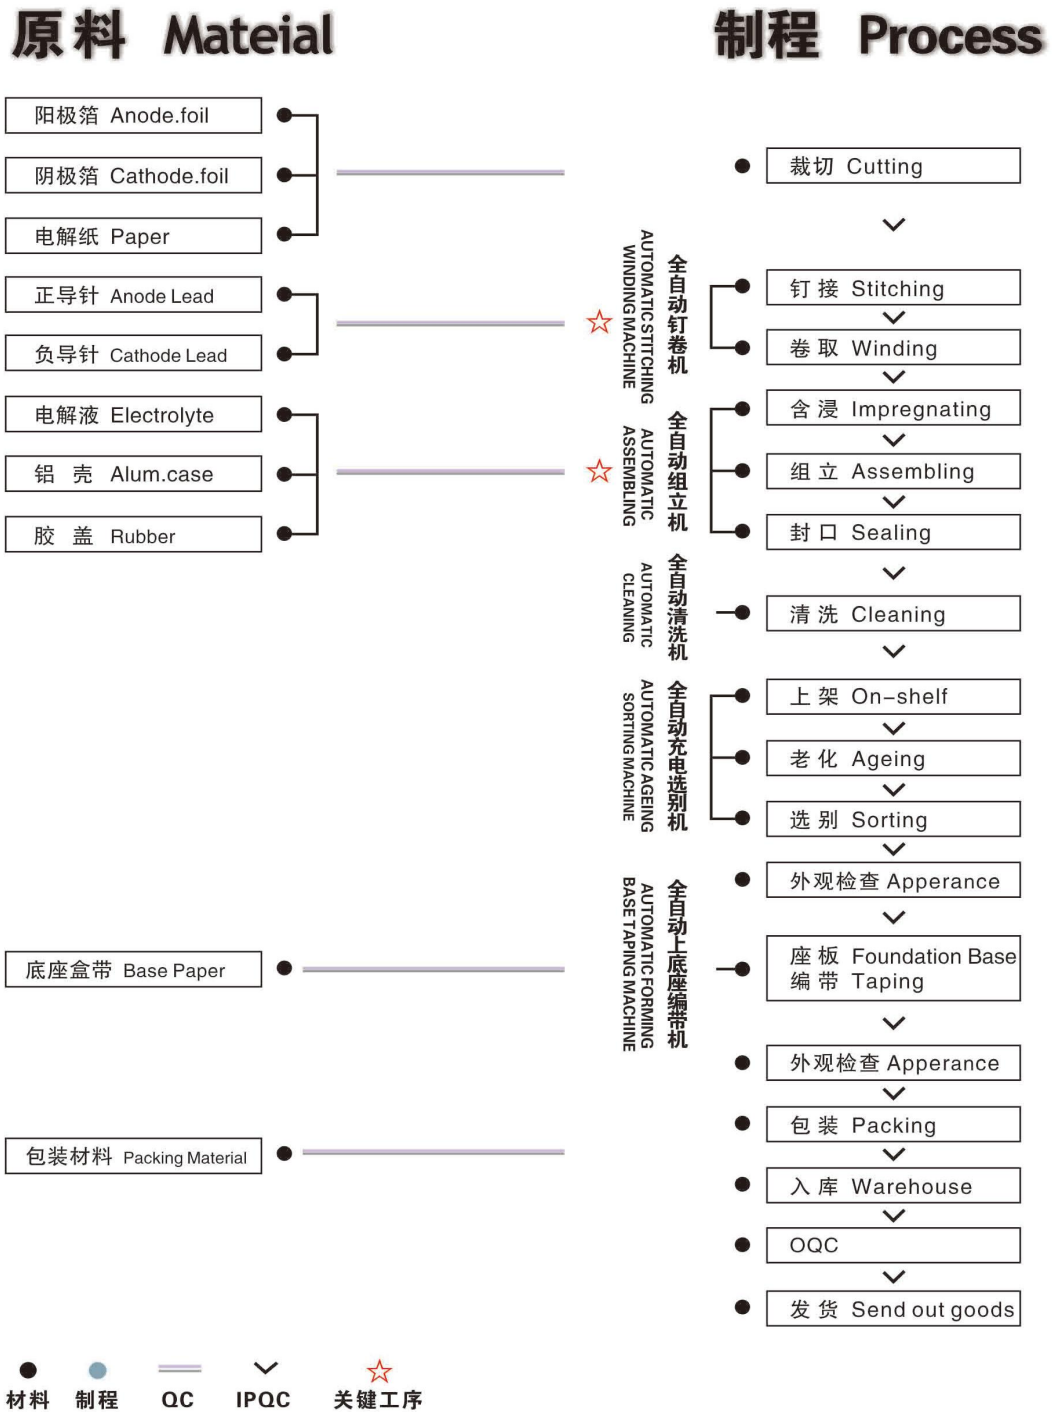 原料 Mateial
制程 Process
阳极箔 Anode.foil
阴极箔 Cathode.foil
电解纸 Paper
正导针 Anode Lead
负导针 Cathode Lead
电解液 Electrolyte
铝 壳 Alum.case
胶 盖 Rubber
底座盒带 Base Paper
包装材料 Packing Material
全自动钉卷机
AUTOMATIC STITCHING
WINDING MACHINE
全自动组立机
AUTOMATIC
ASSEMBLING
全自动清洗机
AUTOMATIC
CLEANING
全自动充电选别机
AUTOMATIC AGEING
SORTING MACHINE
全自动上底座编带机
AUTOMATIC FORMING
BASE TAPING MACHINE
裁切 Cutting
钉 接 Stitching
卷 取 Winding
含 浸 Impregnating
组 立 Assembling
封 口 Sealing
清 洗 Cleaning
上 架 On-shelf
老 化 Ageing
选 别 Sorting
外观检查 Apperance
座 板 Foundation Base
编 带 Taping
外观检查 Apperance
包 装 Packing
入 库 Warehouse
OQC
发 货 Send out goods
材料 制程 QC IPQC 关键工序